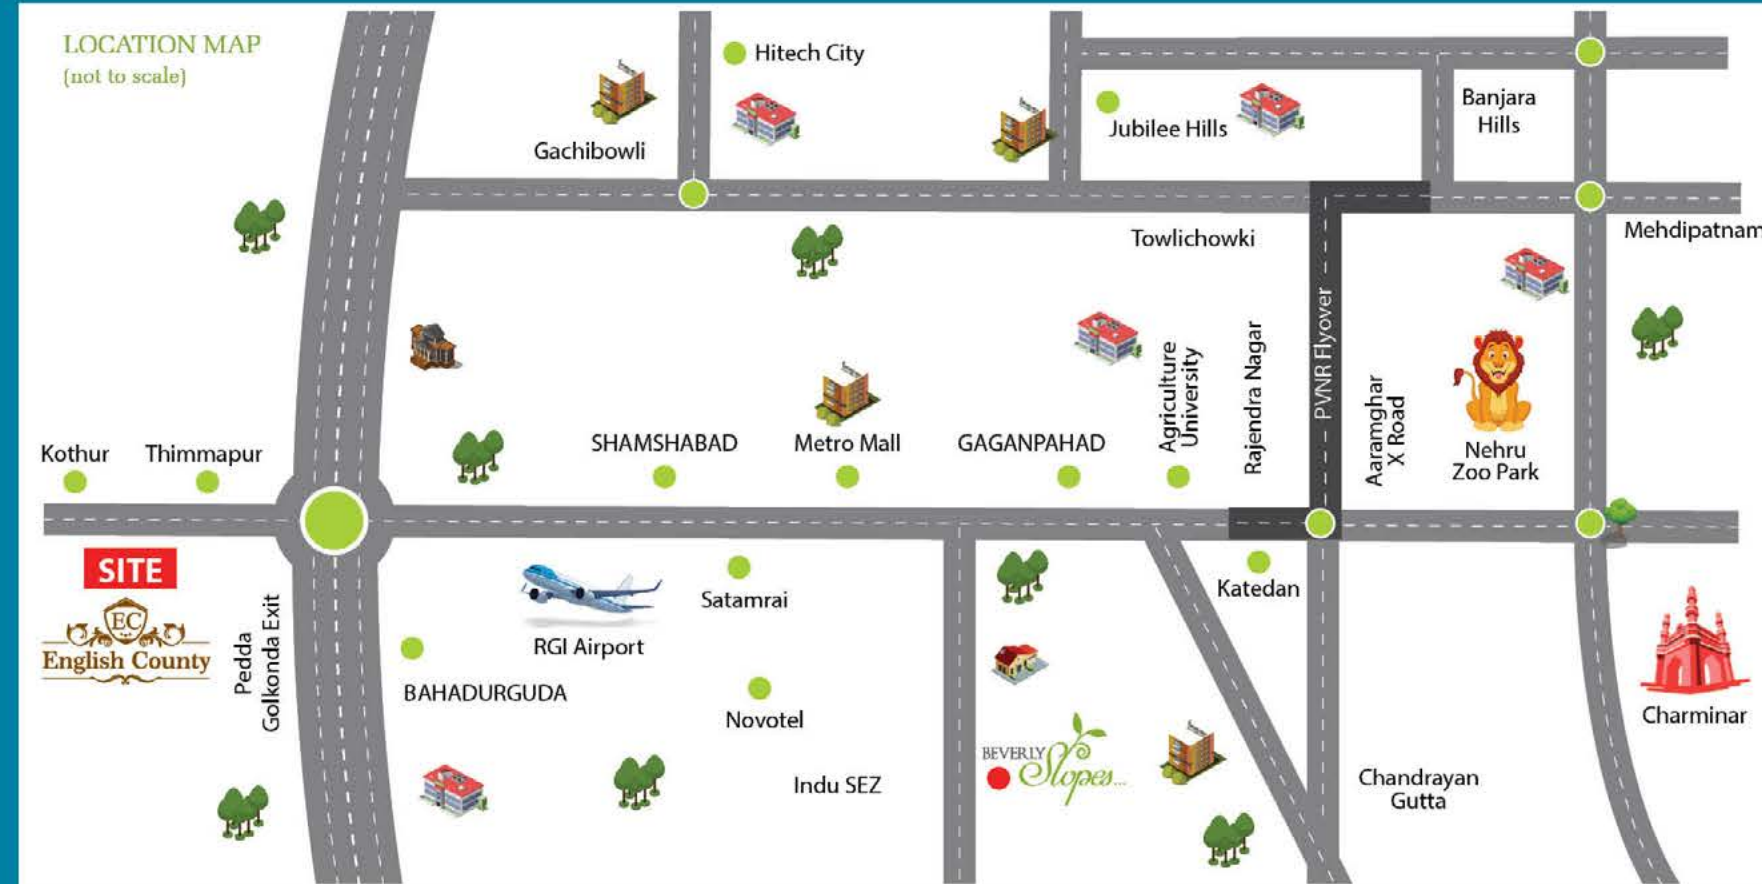 LOCATION MAP
(not to scale)
Hitech City
Gachibowli
Jubilee Hills
Banjara
Hills
Towlichowki
Mehdipatnam
PVNR Flyover
Rajendra Nagar
Agriculture
University
Aaramghar
X Road
Nehru
Zoo Park
Kothur
Thimmapur
SHAMSHABAD
Metro Mall
GAGANPAHAD
SITE
EC
English County
Pedda
Golkonda Exit
RGI Airport
Satamrai
Katedan
BAHADURGUDA
Novotel
Indu SEZ
BEVERLY
Slopes...
Chandrayan
Gutta
Charminar